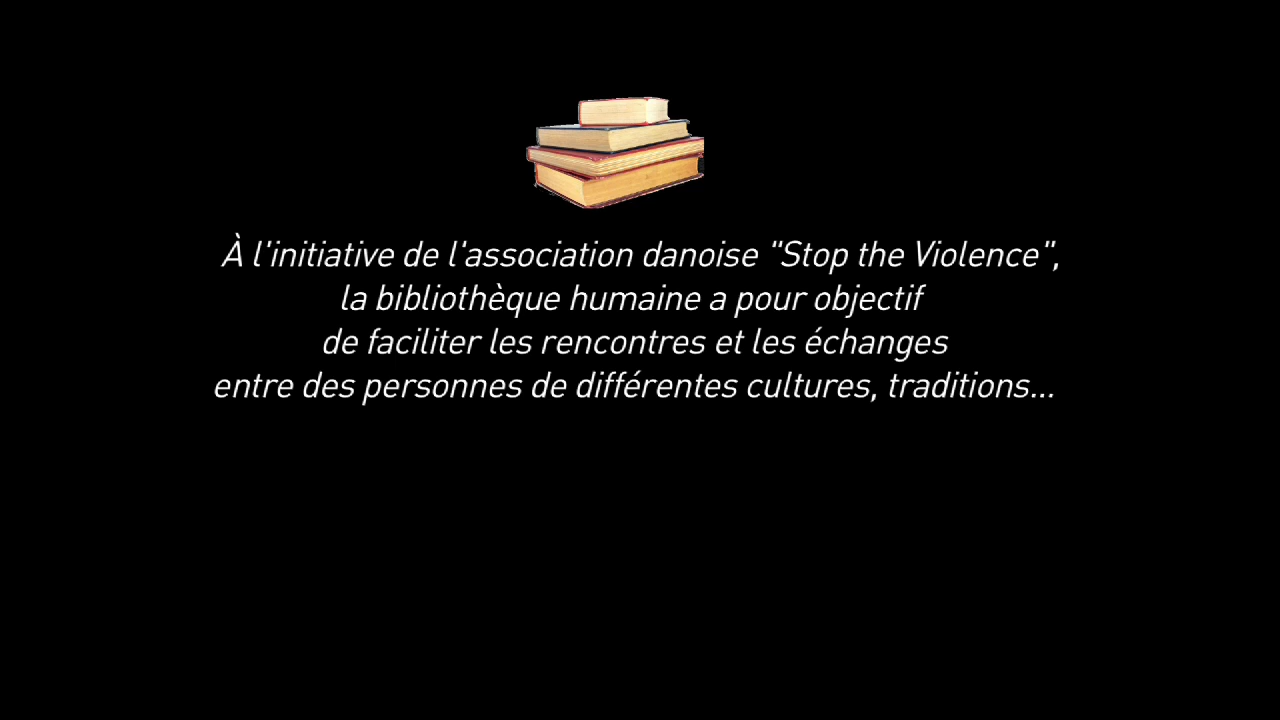 À l'initiative de l'association danoise "Stop the Violence",
la bibliothèque humaine a pour objectif
de faciliter les rencontres et les échanges
entre des personnes de différentes cultures, traditions...